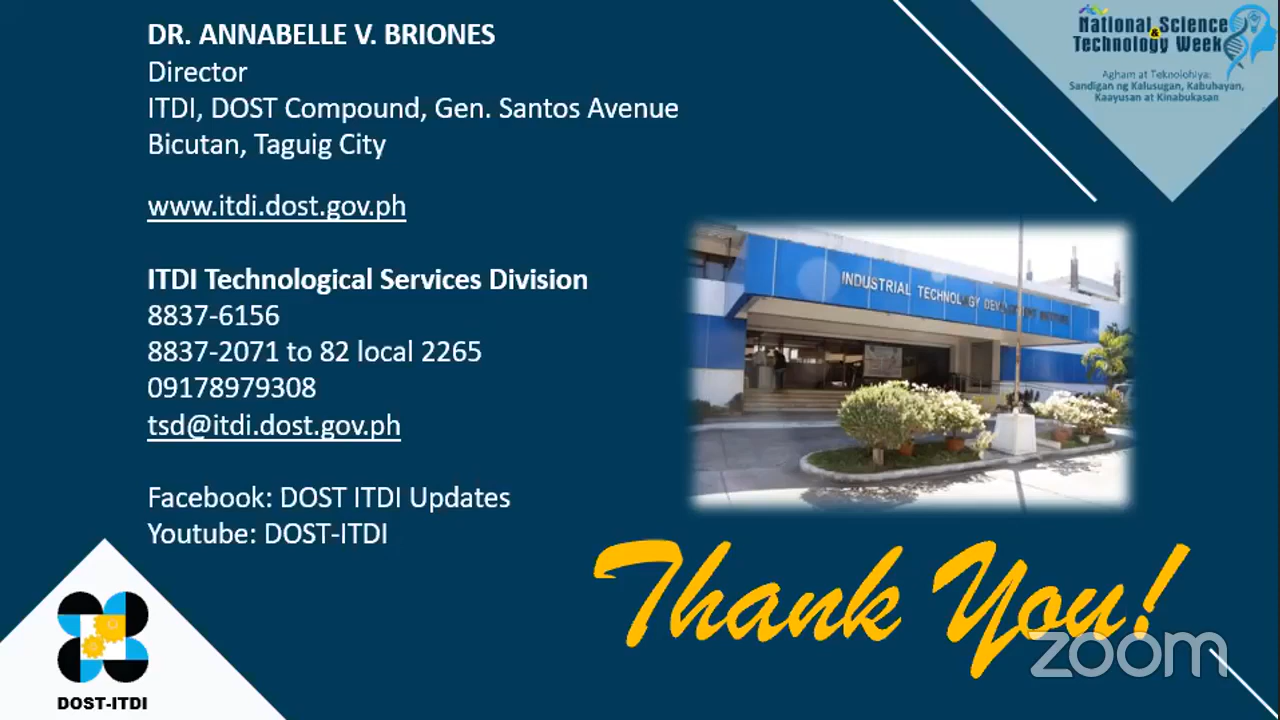 DR. ANNABELLE V. BRIONES
Director
ITDI, DOST Compound, Gen. Santos Avenue
Bicutan, Taguig City
www.itdi.dost.gov.ph
ITDI Technological Services Division
8837-6156
8837-2071 to 82 local 2265
09178979308
tsd@itdi.dost.gov.ph
Facebook: DOST ITDI Updates
Youtube: DOST-ITDI
DOST-ITDI
National Science
&
Technology Week
Agham at Teknolohiya:
Sandigan ng Kalusugan, Kabuhayan,
Kaayusan at Kinabukasan
INDUSTRIAL TECHNOLOGY DEVELOPMENT INSTITUTE
Thank You!
zoom